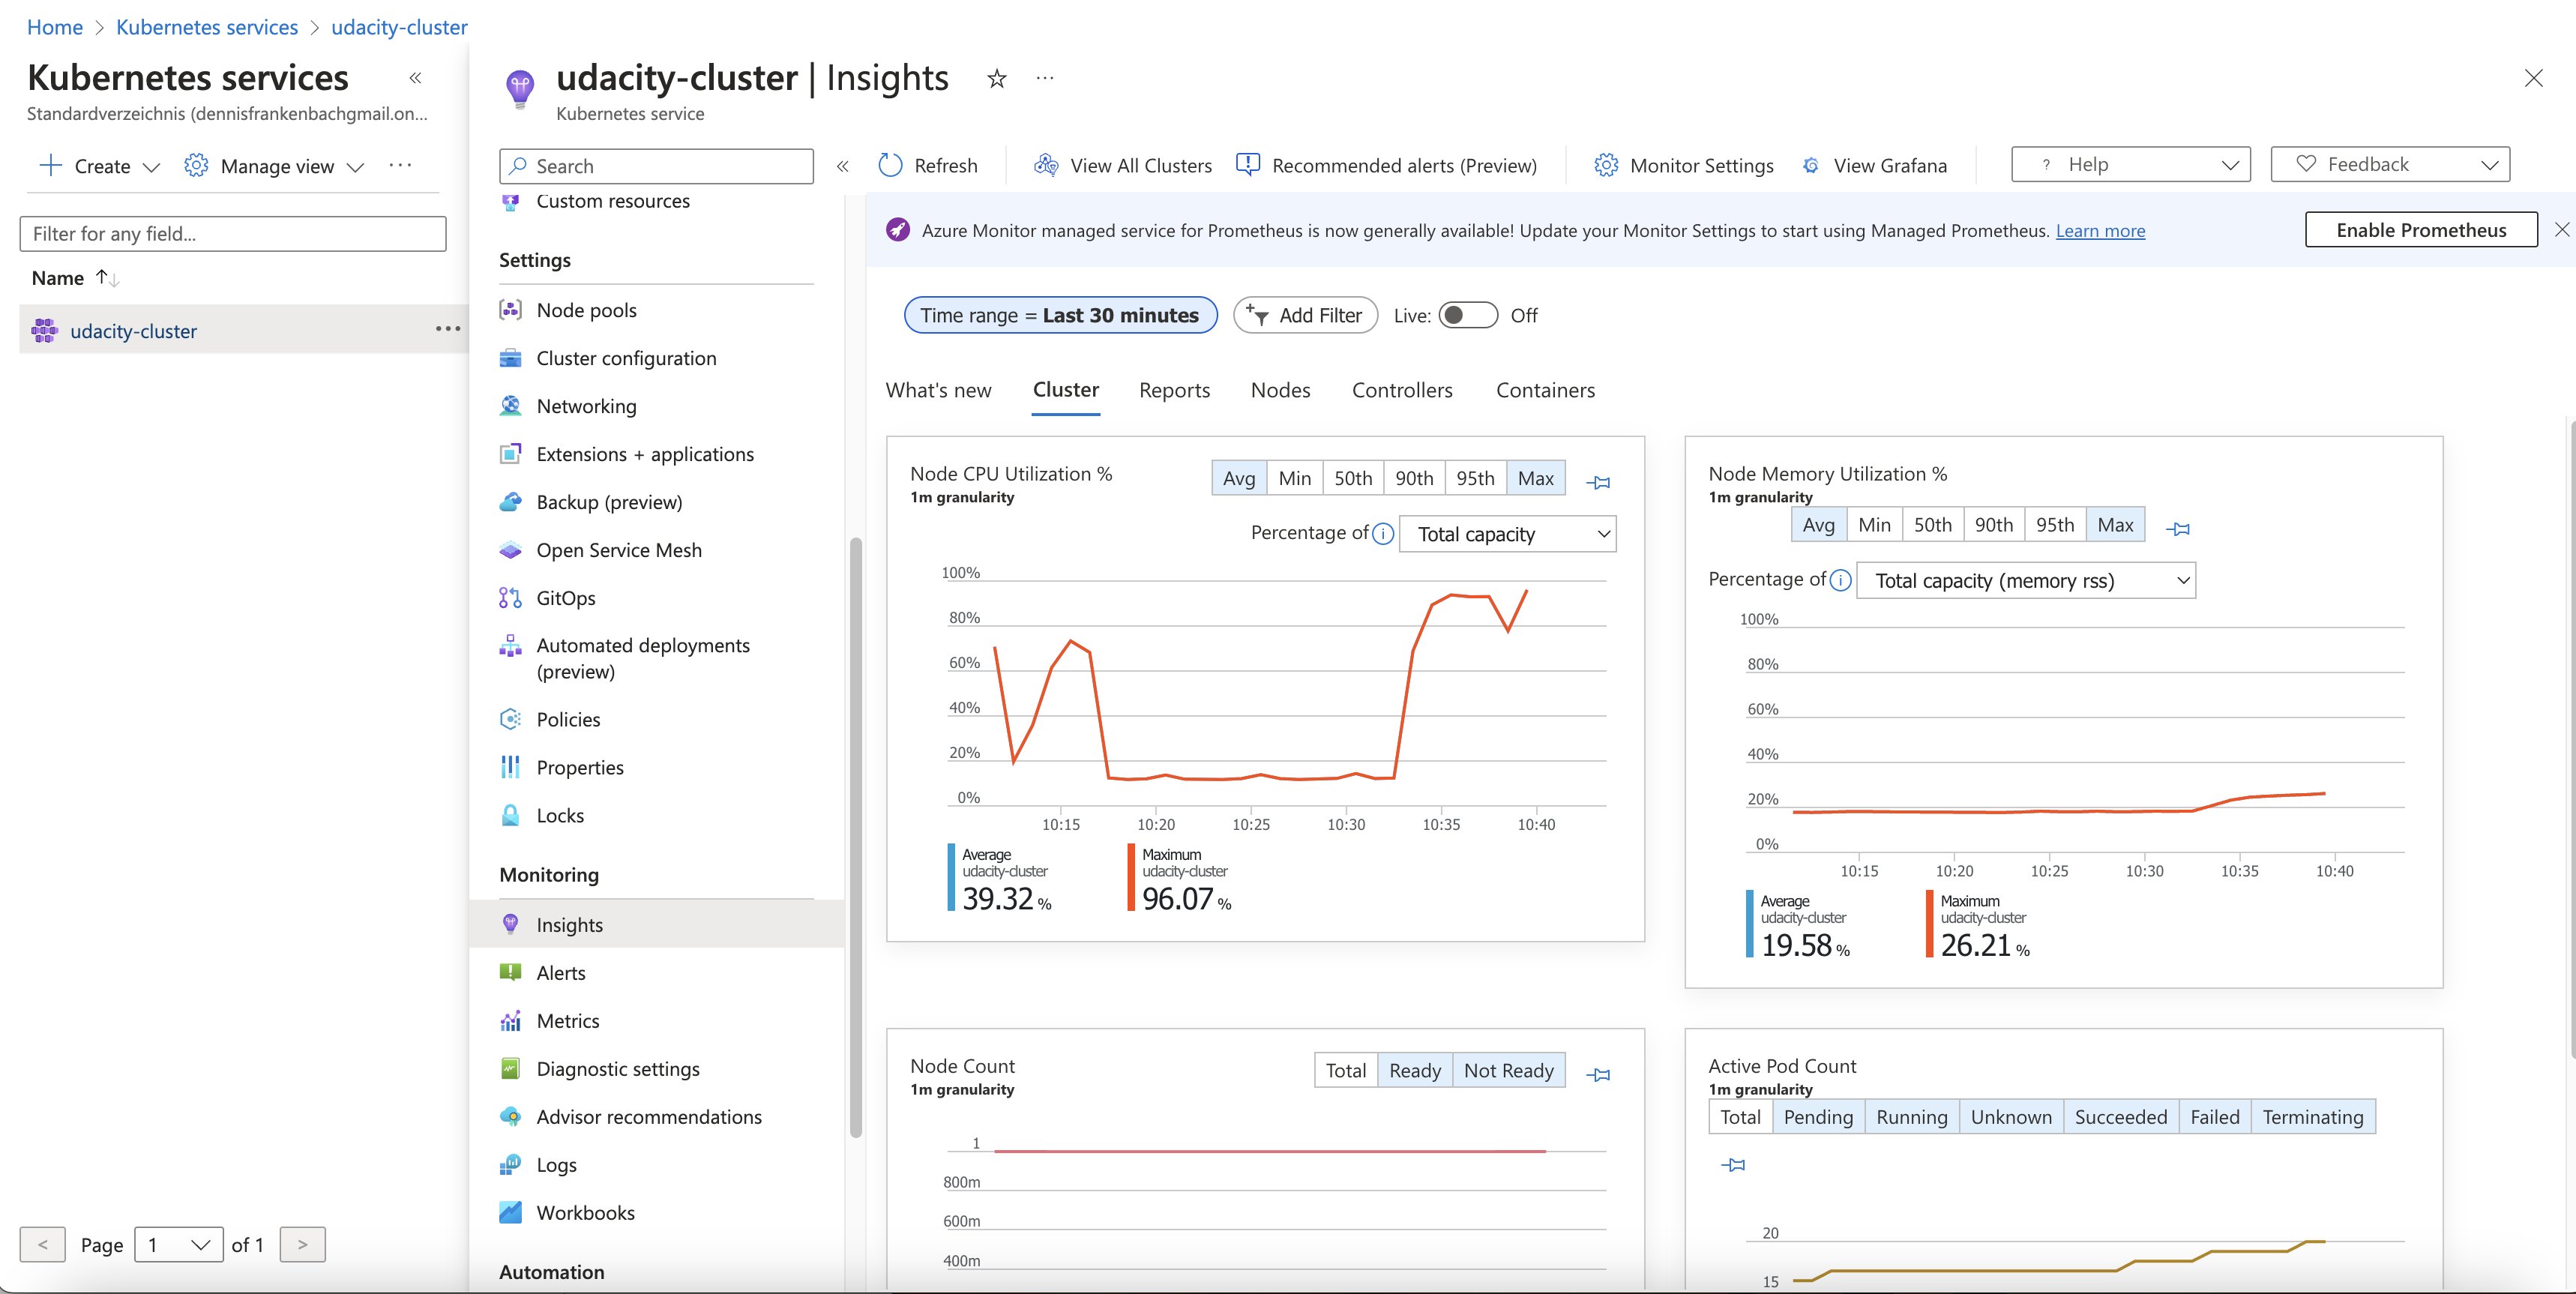 Home > Kubernetes services > udacity-cluster
Kubernetes services
Standardverzeichnis (dennisfrankenbachgmail.on...
Create
Manage view
Filter for any field...
Name
udacity-cluster
< Page 1 of 1 >
udacity-cluster | Insights
Kubernetes service
Search
Custom resources
Settings
Node pools
Cluster configuration
Networking
Extensions + applications
Backup (preview)
Open Service Mesh
GitOps
Automated deployments
(preview)
Policies
Properties
Locks
Monitoring
Insights
Alerts
Metrics
Diagnostic settings
Advisor recommendations
Logs
Workbooks
Automation
Refresh
View All Clusters
Recommended alerts (Preview)
Monitor Settings
View Grafana
? Help
Feedback
Azure Monitor managed service for Prometheus is now generally available! Update your Monitor Settings to start using Managed Prometheus. Learn more
Enable Prometheus
Time range = Last 30 minutes
Add Filter
Live: Off
What's new Cluster Reports Nodes Controllers Containers
Node CPU Utilization %
1m granularity
Avg Min 50th 90th 95th Max
Percentage of Total capacity
100%
80%
60%
40%
20%
0%
10:15 10:20 10:25 10:30 10:35 10:40
Average
udacity-cluster
39.32 %
Maximum
udacity-cluster
96.07 %
Node Memory Utilization %
1m granularity
Avg Min 50th 90th 95th Max
Percentage of Total capacity (memory rss)
100%
80%
60%
40%
20%
0%
10:15 10:20 10:25 10:30 10:35 10:40
Average
udacity-cluster
19.58 %
Maximum
udacity-cluster
26.21 %
Node Count
1m granularity
Total Ready Not Ready
1
800m
600m
400m
Active Pod Count
1m granularity
Total Pending Running Unknown Succeeded Failed Terminating
20
15